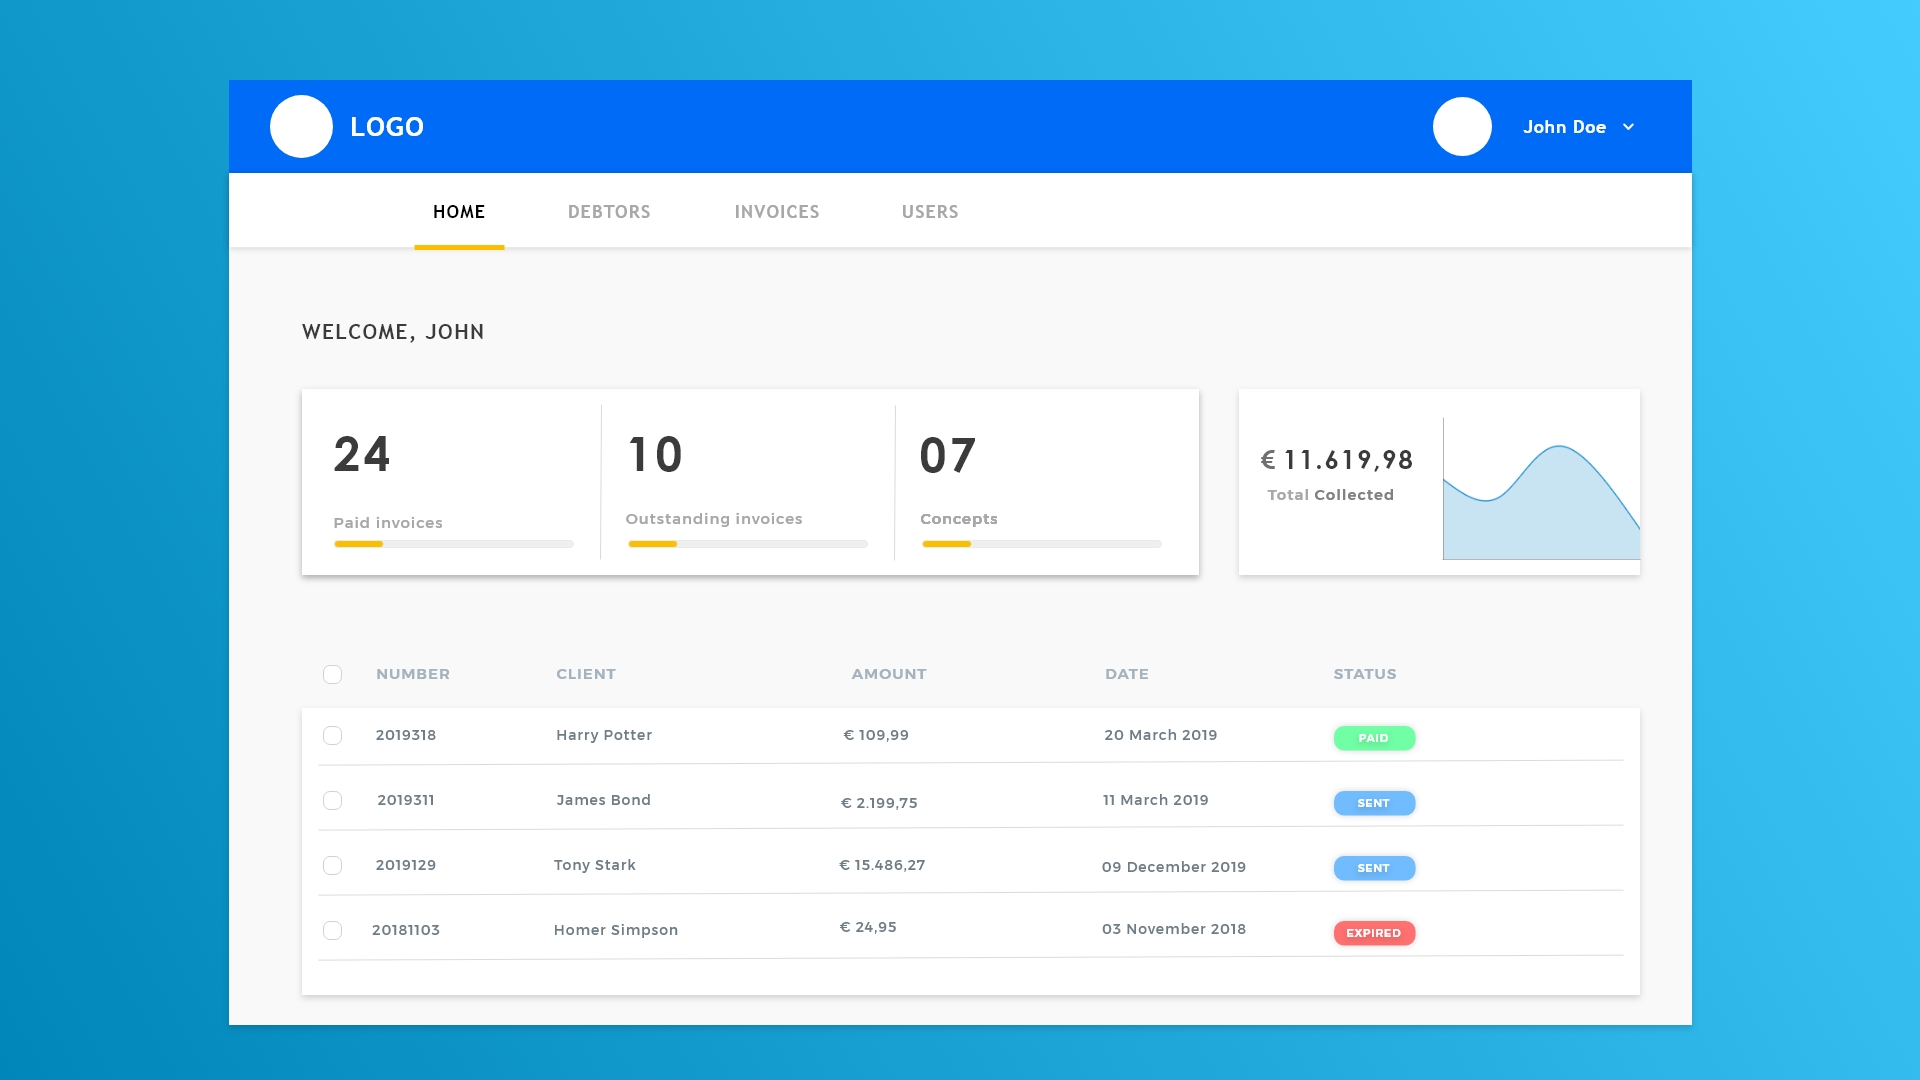 LOGO
John Doe
HOME DEBTORS INVOICES USERS
WELCOME, JOHN
24
Paid invoices
10
Outstanding invoices
07
Concepts
€ 11.619,98
Total Collected
NUMBER CLIENT AMOUNT DATE STATUS
2019318 Harry Potter € 109,99 20 March 2019 PAID
2019311 James Bond € 2.199,75 11 March 2019 SENT
2019129 Tony Stark € 15.486,27 09 December 2019 SENT
20181103 Homer Simpson € 24,95 03 November 2018 EXPIRED